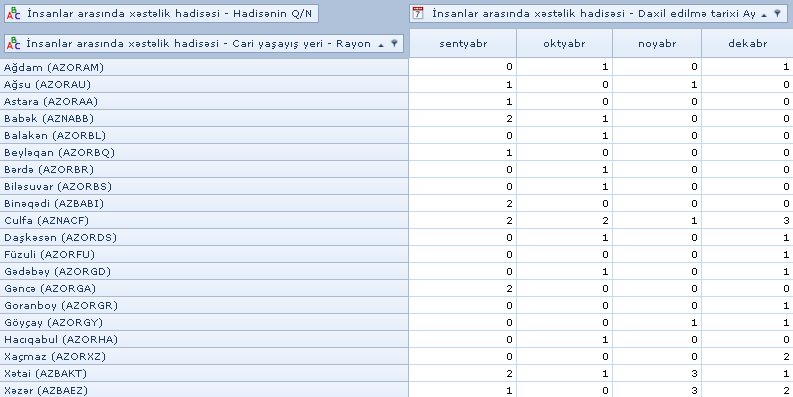 İnsanlar arasında xəstəlik hadisəsi - Hadisənin Q/N
İnsanlar arasında xəstəlik hadisəsi - Daxil edilmə tarixi Ay
İnsanlar arasında xəstəlik hadisəsi - Cari yaşayış yeri - Rayon
sentyabr oktyabr noyabr dekabr
Ağdam (AZORAM) 0 1 0 1
Ağsu (AZORAU) 1 0 1 0
Astara (AZORAA) 1 0 0 0
Babək (AZNABB) 2 1 0 0
Balakən (AZORBL) 0 1 0 0
Beyləqan (AZORBQ) 1 0 0 0
Bərdə (AZORBR) 0 1 0 0
Biləsuvar (AZORBS) 0 1 0 0
Binəqədi (AZBABI) 2 0 0 0
Culfa (AZNACF) 2 2 1 3
Daşkəsən (AZORDS) 0 1 0 1
Füzuli (AZORFU) 0 0 0 1
Gədəbəy (AZORGD) 0 1 0 1
Gəncə (AZORGA) 2 0 0 0
Goranboy (AZORGR) 0 0 0 1
Göyçay (AZORGY) 0 0 1 1
Hacıqabul (AZORHA) 0 1 0 0
Xaçmaz (AZORXZ) 0 0 0 2
Xətai (AZBAKT) 2 1 3 1
Xəzər (AZBAEZ) 1 0 3 2